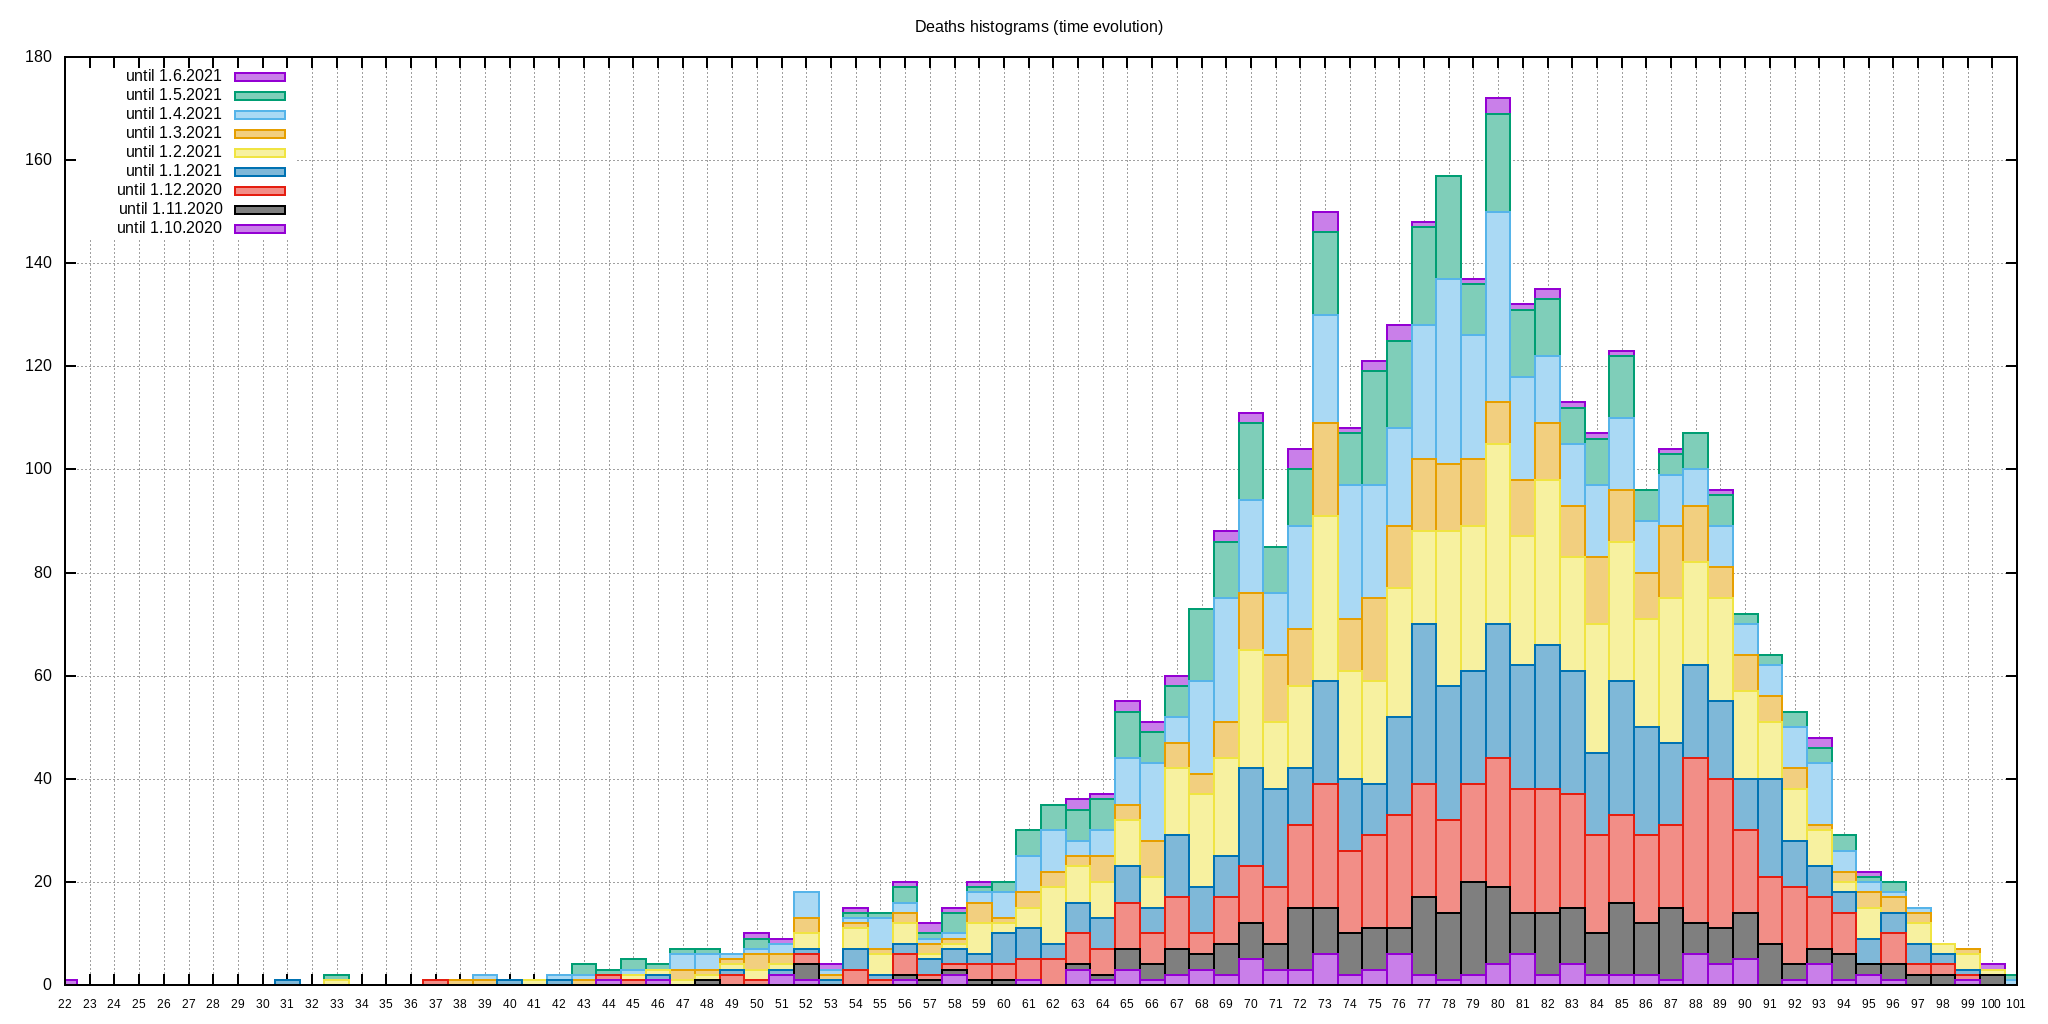 Deaths histograms (time evolution)
180
160
140
120
100
80
60
40
20
0
until 1.6.2021
until 1.5.2021
until 1.4.2021
until 1.3.2021
until 1.2.2021
until 1.1.2021
until 1.12.2020
until 1.11.2020
until 1.10.2020
22 23 24 25 26 27 28 29 30 31 32 33 34 35 36 37 38 39 40 41 42 43 44 45 46 47 48 49 50 51 52 53 54 55 56 57 58 59 60 61 62 63 64 65 66 67 68 69 70 71 72 73 74 75 76 77 78 79 80 81 82 83 84 85 86 87 88 89 90 91 92 93 94 95 96 97 98 99 100 101